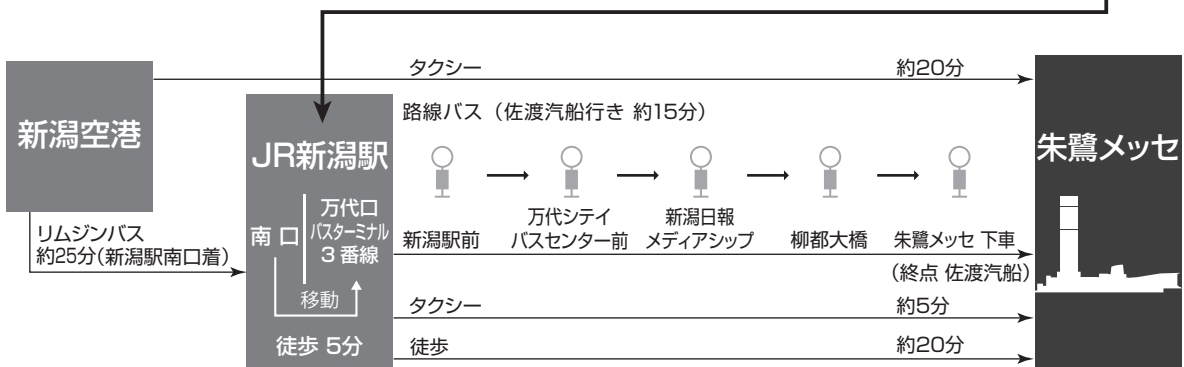 タクシー
約20分
新潟空港
路線バス（佐渡汽船行き 約15分）
JR新潟駅
朱鷺メッセ
リムジンバス
約25分(新潟駅南口着)
南 口
万代口
バスターミナル
3 番線
移動
徒歩 5分
新潟駅前
万代シテイ
バスセンター前
新潟日報
メディアシップ
柳都大橋
朱鷺メッセ 下車
(終点 佐渡汽船)
タクシー
約5分
徒歩
約20分